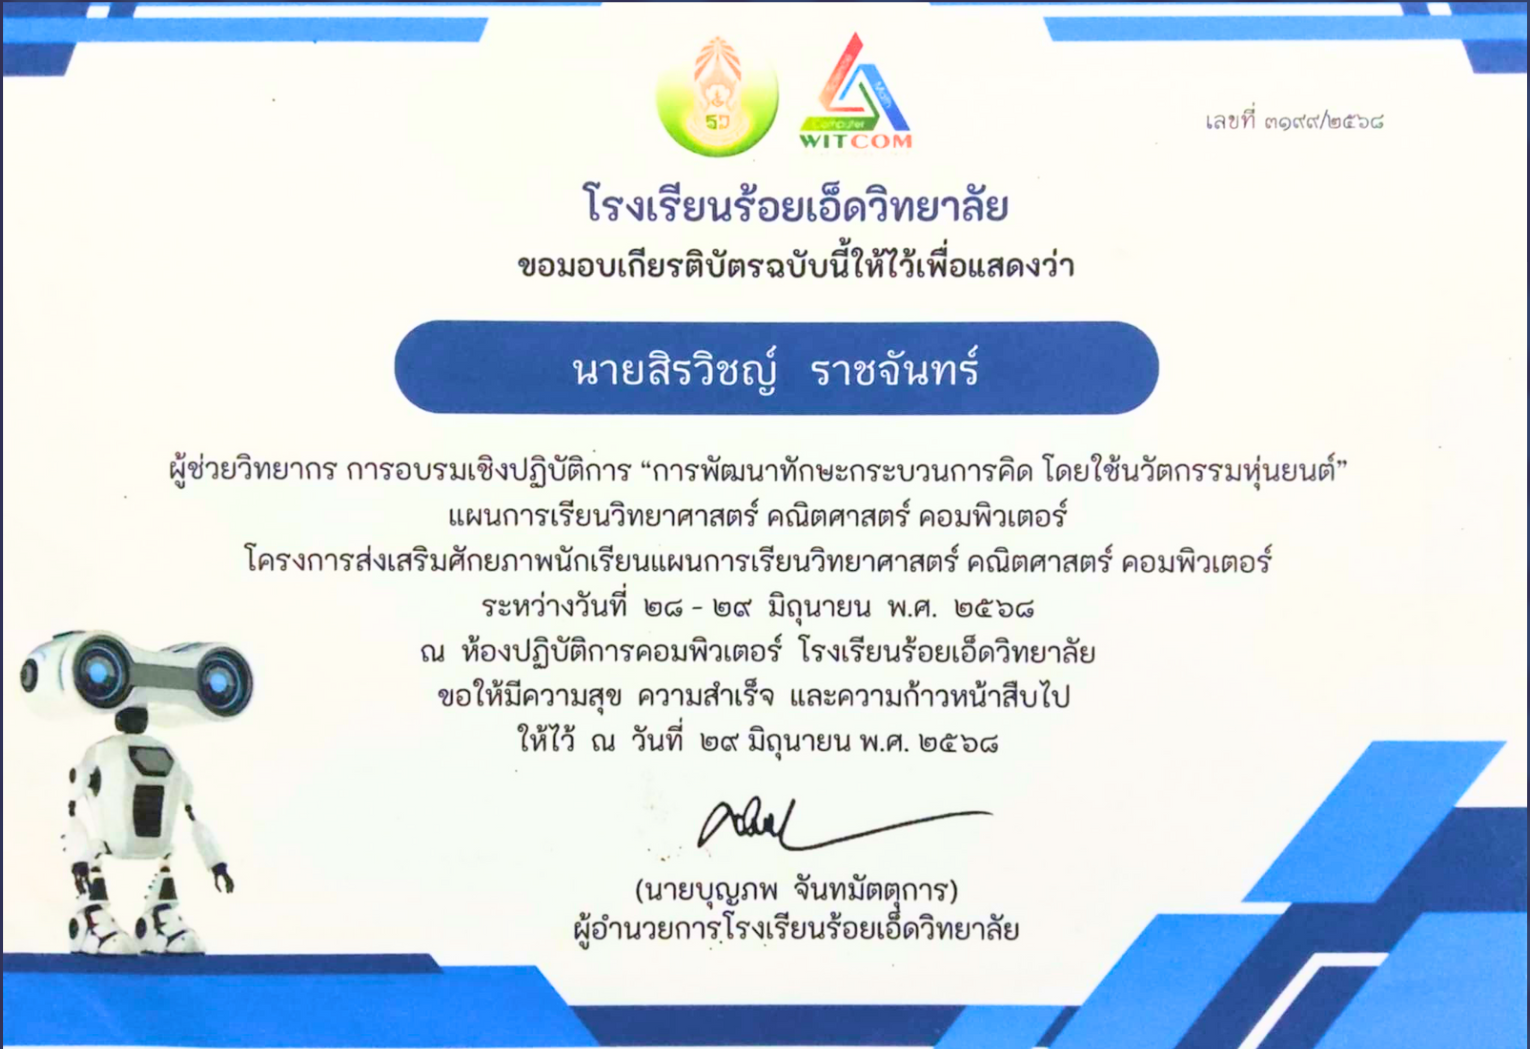 ร๕ว
Science
Math
Computer
WITCOM
เลขที่ ๓๑๙๙/๒๕๖๘
โรงเรียนร้อยเอ็ดวิทยาลัย
ขอมอบเกียรติบัตรฉบับนี้ให้ไว้เพื่อแสดงว่า
นายสิรวิชญ์ ราชจันทร์
ผู้ช่วยวิทยากร การอบรมเชิงปฏิบัติการ “การพัฒนาทักษะกระบวนการคิด โดยใช้นวัตกรรมหุ่นยนต์”
แผนการเรียนวิทยาศาสตร์ คณิตศาสตร์ คอมพิวเตอร์
โครงการส่งเสริมศักยภาพนักเรียนแผนการเรียนวิทยาศาสตร์ คณิตศาสตร์ คอมพิวเตอร์
ระหว่างวันที่ ๒๘ - ๒๙ มิถุนายน พ.ศ. ๒๕๖๘
ณ ห้องปฏิบัติการคอมพิวเตอร์ โรงเรียนร้อยเอ็ดวิทยาลัย
ขอให้มีความสุข ความสำเร็จ และความก้าวหน้าสืบไป
ให้ไว้ ณ วันที่ ๒๙ มิถุนายน พ.ศ. ๒๕๖๘
(นายบุญภพ จันทมัตตุการ)
ผู้อำนวยการโรงเรียนร้อยเอ็ดวิทยาลัย